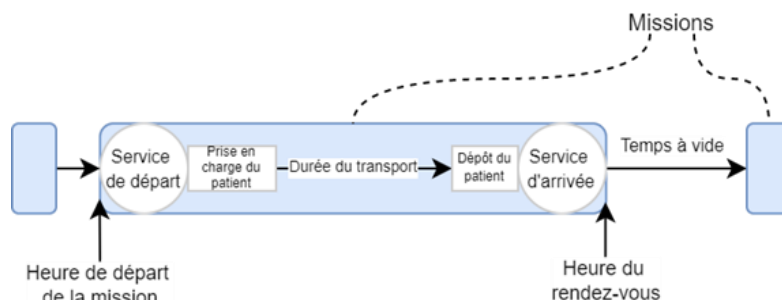 Missions
Service
de départ
Prise en
charge du
patient
Durée du transport
Dépôt du
patient
Service
d'arrivée
Temps à vide
Heure de départ
de la mission
Heure du
rendez-vous